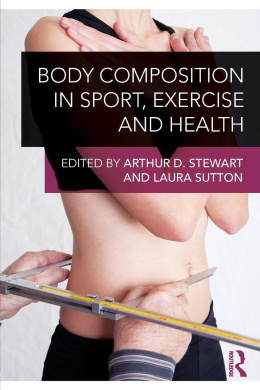 BODY COMPOSITION
IN SPORT, EXERCISE
AND HEALTH
EDITED BY ARTHUR D. STEWART
AND LAURA SUTTON
ROUTLEDGE